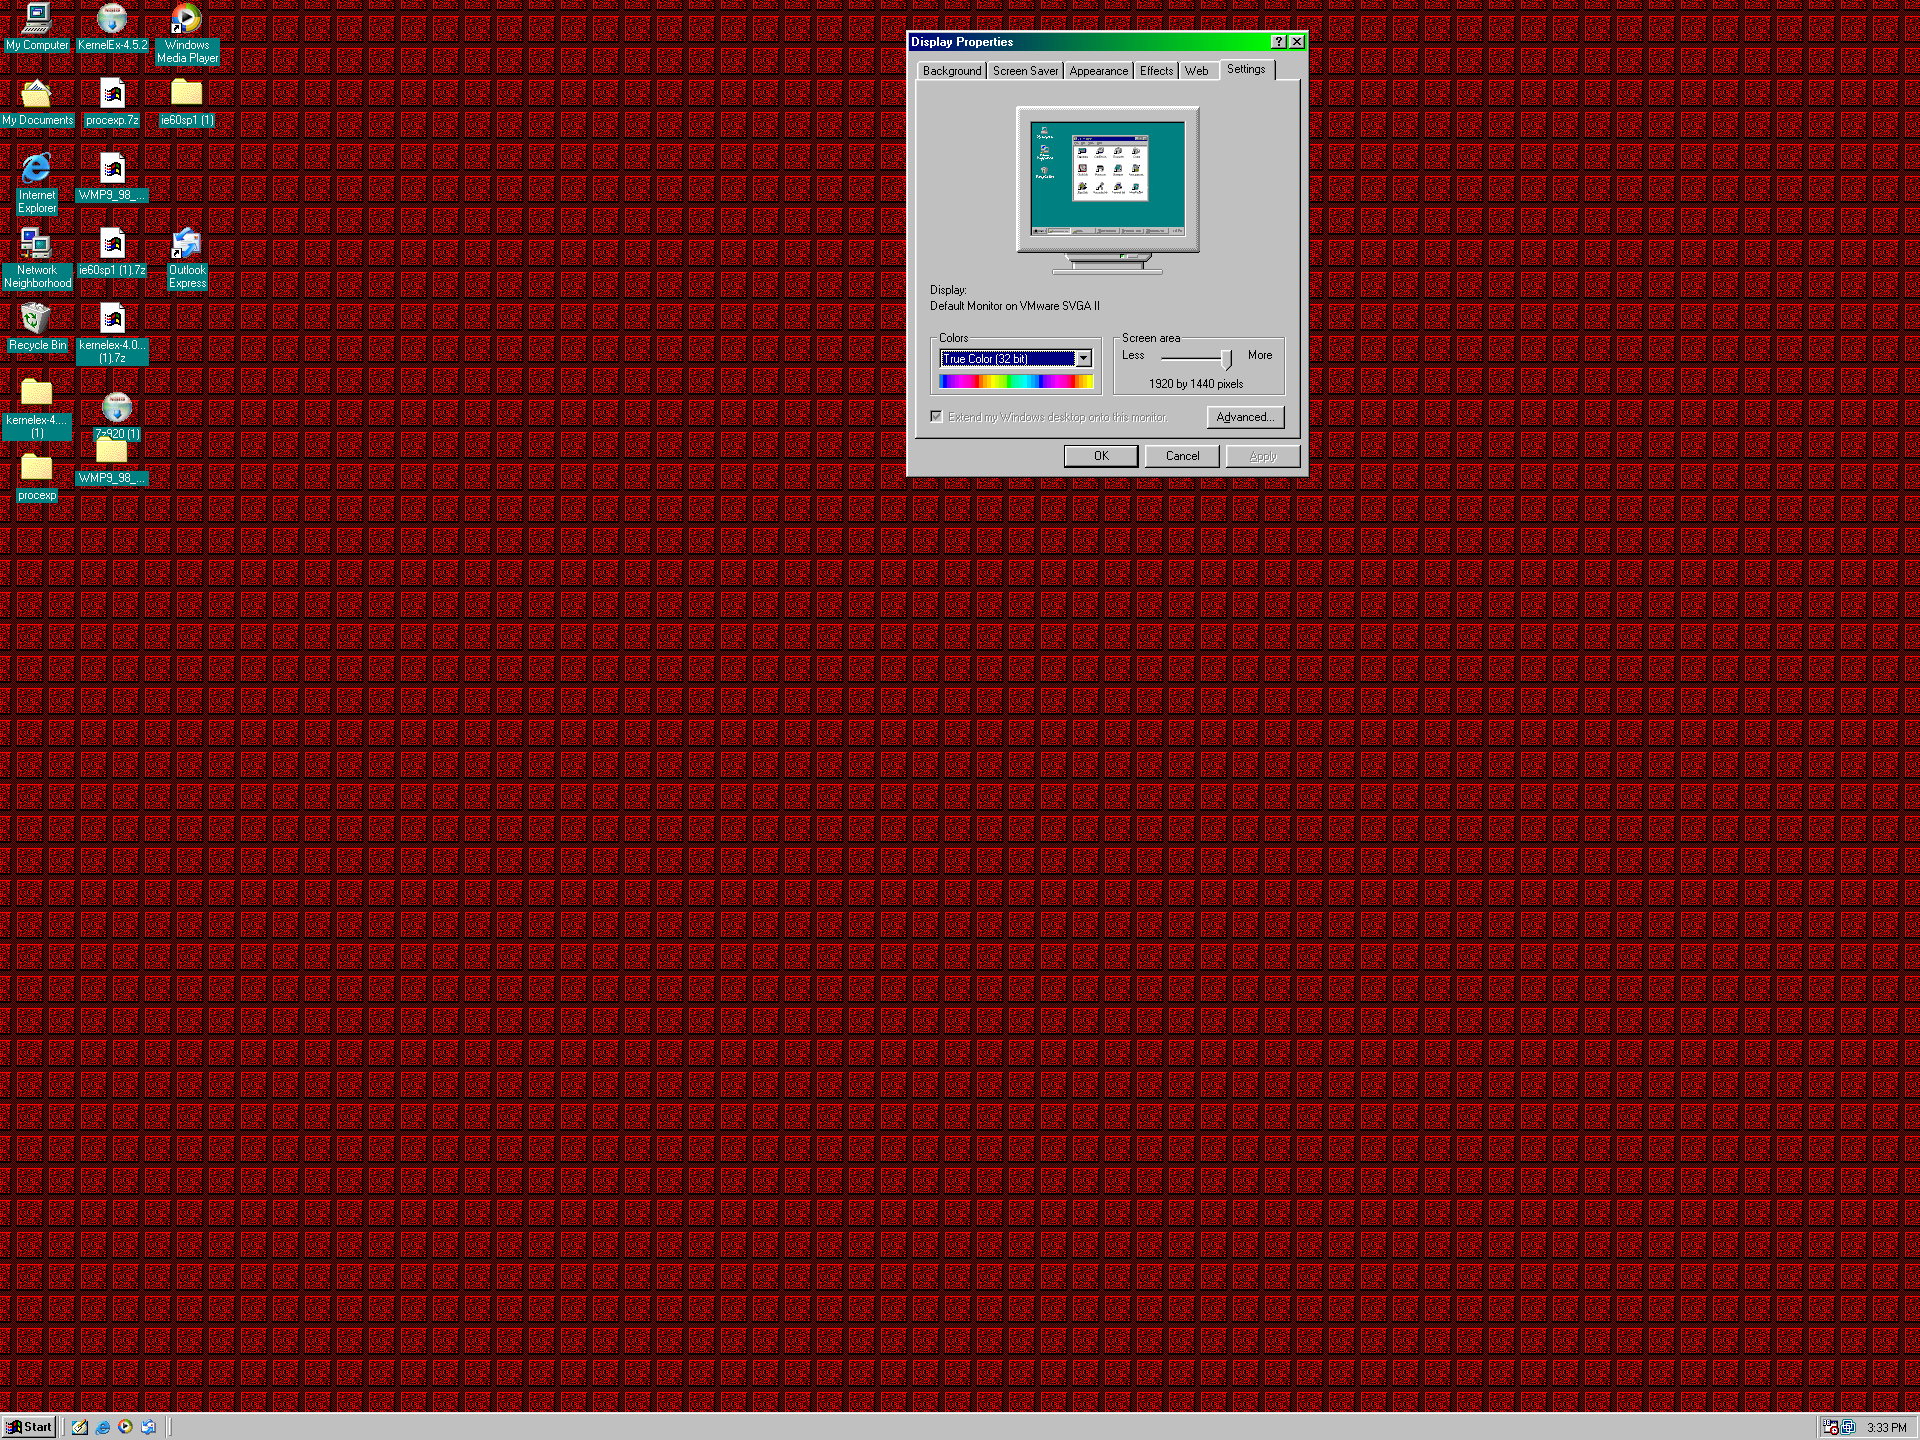 My Computer
KernelEx-4.5.2
Windows
Media Player
My Documents
procexp.7z
ie60sp1 (1)
Internet
Explorer
WMP9_98_...
Network
Neighborhood
ie60sp1 (1).7z
Outlook
Express
Recycle Bin
kernelex-4.0...
(1).7z
kernelex-4....
(1)
7z920 (1)
WMP9_98_...
procexp
Display Properties
Background
Screen Saver
Appearance
Effects
Web
Settings
Display:
Default Monitor on VMware SVGA II
Colors
True Color (32 bit)
Screen area
Less
More
1920 by 1440 pixels
Extend my Windows desktop onto this monitor.
Advanced...
OK
Cancel
Apply
Start
3:33 PM